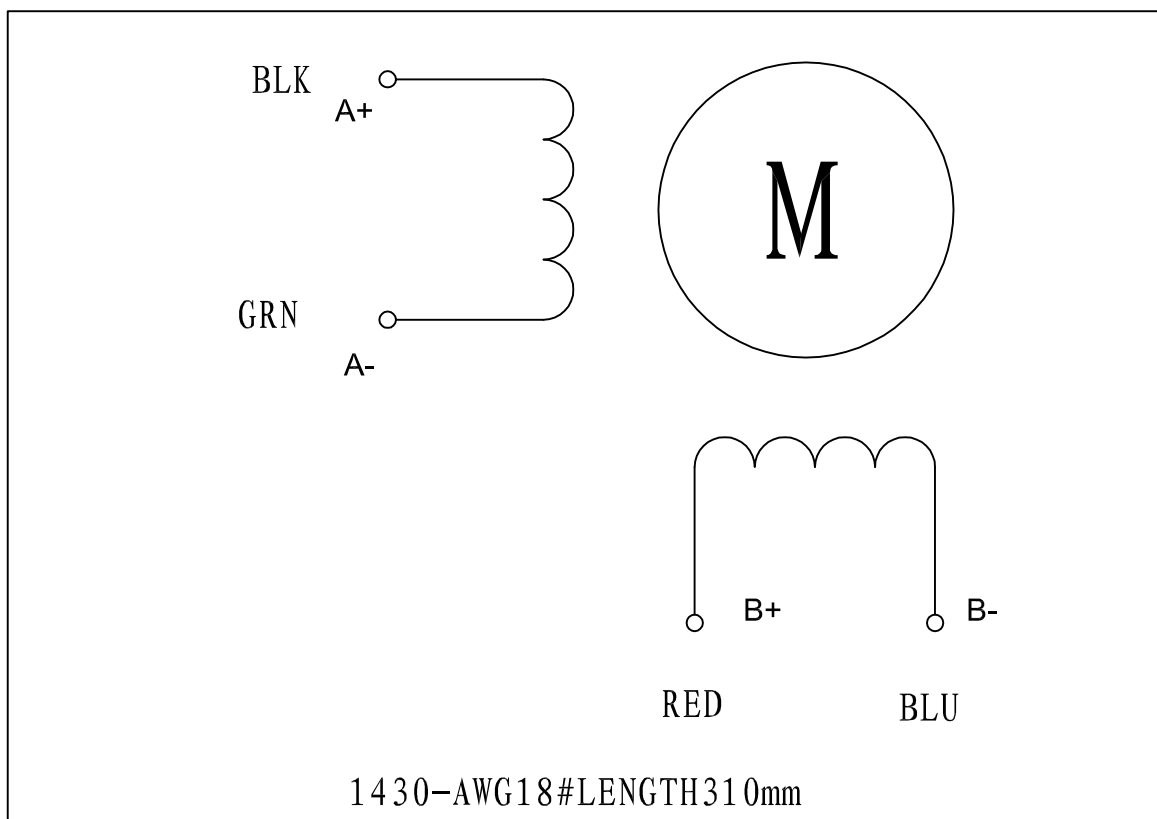 BLK
A+
M
GRN
A-
B+ B-
RED BLU
1430-AWG18#LENGTH310mm